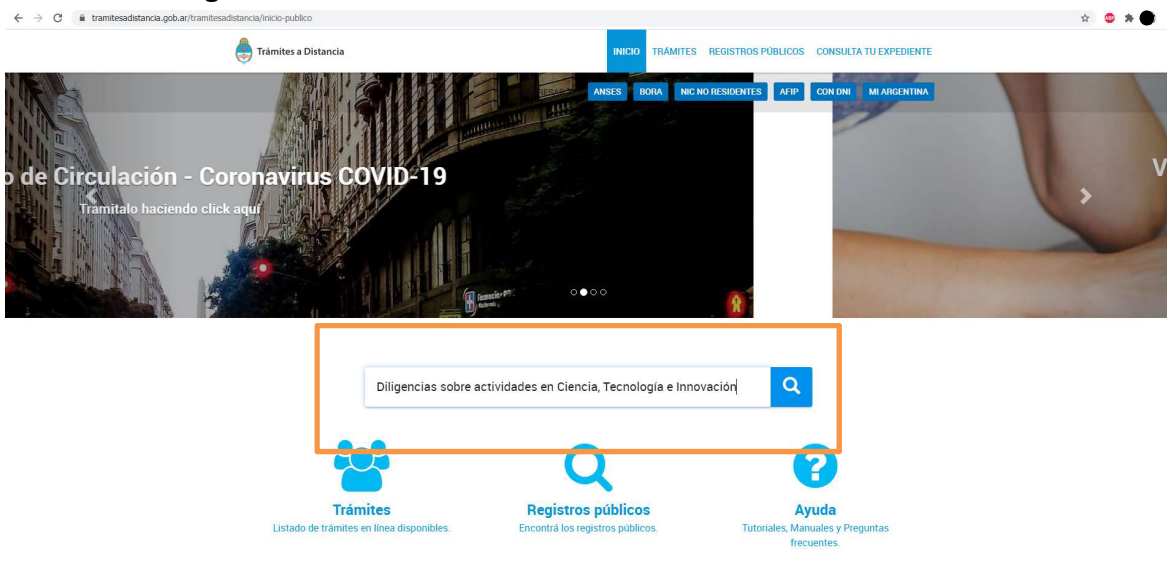 tramitesadistancia.gob.ar/tramitesadistancia/inicio-publico
ABP
Trámites a Distancia
INICIO TRÁMITES REGISTROS PÚBLICOS CONSULTA TU EXPEDIENTE
ANSES BORA NIC NO RESIDENTES AFIP CON DNI MI ARGENTINA
o de Circulación - Coronavirus COVID-19
V
Tramitalo haciendo click aquí
Diligencias sobre actividades en Ciencia, Tecnología e Innovación
Trámites
Listado de trámites en línea disponibles.
Registros públicos
Encontrá los registros públicos.
Ayuda
Tutoriales, Manuales y Preguntas
frecuentes.